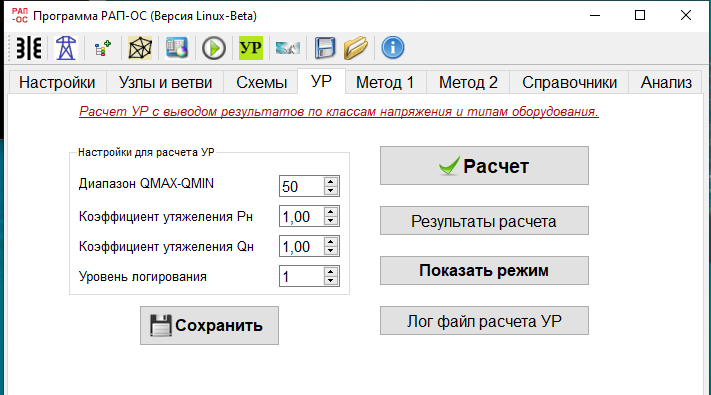 РАП
-ОС
Программа РАП-ОС (Версия Linux-Beta)
УР
Настройки Узлы и ветви Схемы УР Метод 1 Метод 2 Справочники Анализ
Расчет УР с выводом результатов по классам напряжения и типам оборудования.
Настройки для расчета УР
Диапазон QMAX-QMIN 50
Коэффициент утяжеления Рн 1,00
Коэффициент утяжеления Qн 1,00
Уровень логирования 1
Сохранить
Расчет
Результаты расчета
Показать режим
Лог файл расчета УР